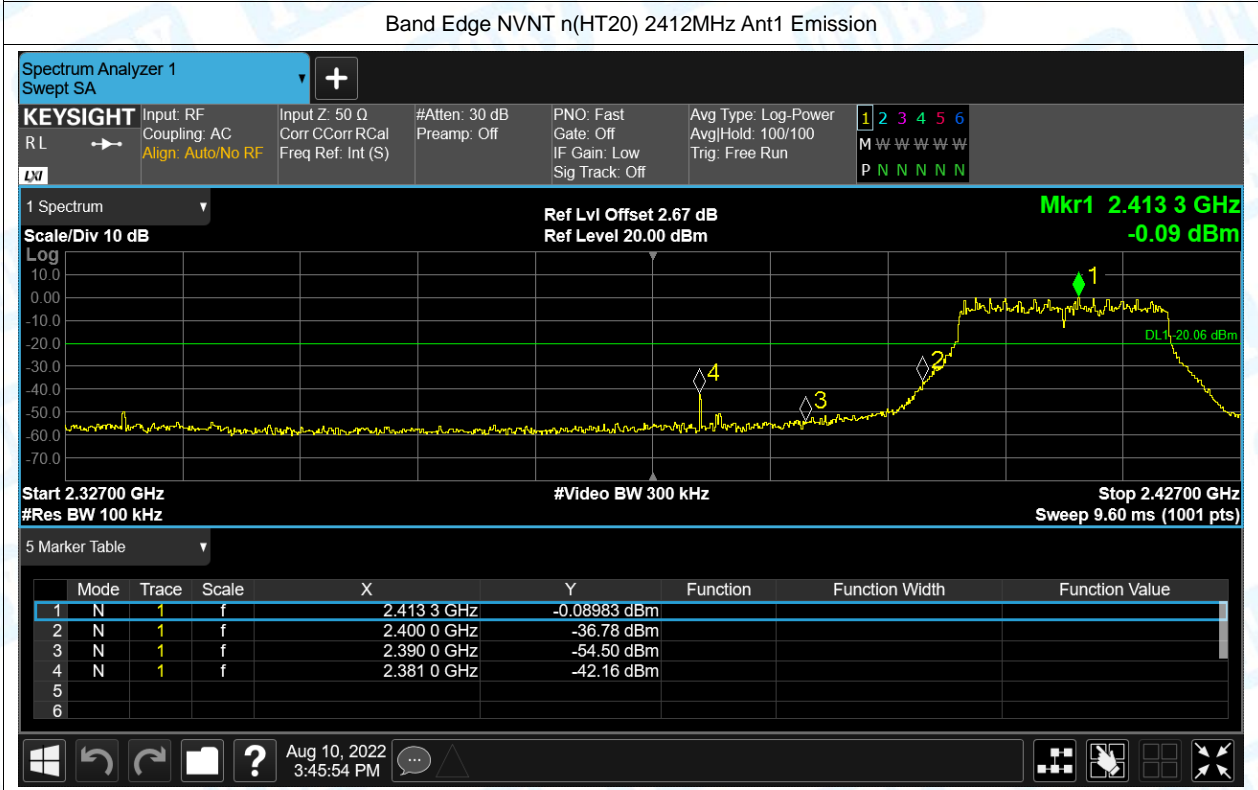 Band Edge NVNT n(HT20) 2412MHz Ant1 Emission
Spectrum Analyzer 1
Swept SA
KEYSIGHT
R L
LXI
Input: RF
Coupling: AC
Align: Auto/No RF
Input Z: 50 Ω
Corr CCorr RCal
Freq Ref: Int (S)
#Atten: 30 dB
Preamp: Off
PNO: Fast
Gate: Off
IF Gain: Low
Sig Track: Off
Avg Type: Log-Power
Avg|Hold: 100/100
Trig: Free Run
1 2 3 4 5 6
M W W W W W
P N N N N N
1 Spectrum
Scale/Div 10 dB
Ref Lvl Offset 2.67 dB
Ref Level 20.00 dBm
Mkr1 2.413 3 GHz
-0.09 dBm
Log
10.0
0.00
-10.0
-20.0
-30.0
-40.0
-50.0
-60.0
-70.0
1
DL1 -20.06 dBm
2
4
3
Start 2.32700 GHz
#Video BW 300 kHz
Stop 2.42700 GHz
#Res BW 100 kHz
Sweep 9.60 ms (1001 pts)
5 Marker Table
Mode Trace Scale X Y Function Function Width Function Value
1 N 1 f 2.413 3 GHz -0.08983 dBm
2 N 1 f 2.400 0 GHz -36.78 dBm
3 N 1 f 2.390 0 GHz -54.50 dBm
4 N 1 f 2.381 0 GHz -42.16 dBm
5
6
?
Aug 10, 2022
3:45:54 PM